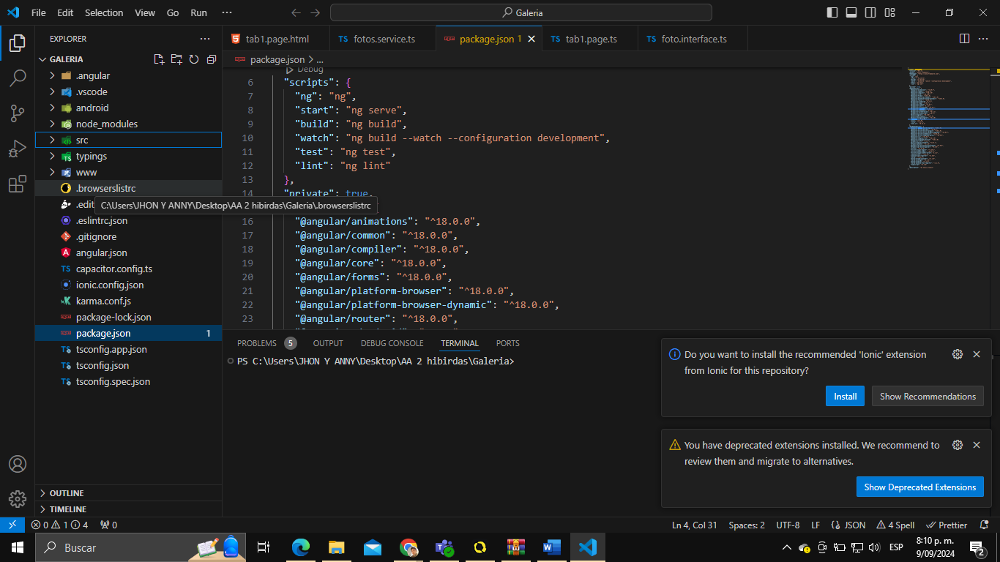 File Edit Selection View Go Run ··· Galeria
EXPLORER ···
tab1.page.html
TS fotos.service.ts
package.json 1
TS tab1.page.ts
TS foto.interface.ts
GALERIA
package.json > ...
.angular
.vscode
android
node_modules
src
typings
www
.browserslistrc
.edit
C:\Users\JHON Y ANNY\Desktop\AA 2 hibirdas\Galeria\.browserslistrc
.eslintrc.json
.gitignore
angular.json
TS capacitor.config.ts
ionic.config.json
karma.conf.js
package-lock.json
package.json 1
tsconfig.app.json
tsconfig.json
tsconfig.spec.json
OUTLINE
TIMELINE
Debug
6 "scripts": {
7 "ng": "ng",
8 "start": "ng serve",
9 "build": "ng build",
10 "watch": "ng build --watch --configuration development",
11 "test": "ng test",
12 "lint": "ng lint"
13 },
14 "private": true,
16 "@angular/animations": "^18.0.0",
17 "@angular/common": "^18.0.0",
18 "@angular/compiler": "^18.0.0",
19 "@angular/core": "^18.0.0",
20 "@angular/forms": "^18.0.0",
21 "@angular/platform-browser": "^18.0.0",
22 "@angular/platform-browser-dynamic": "^18.0.0",
23 "@angular/router": "^18.0.0",
PROBLEMS 5 OUTPUT DEBUG CONSOLE TERMINAL PORTS
PS C:\Users\JHON Y ANNY\Desktop\AA 2 hibirdas\Galeria>
Do you want to install the recommended 'Ionic' extension
from Ionic for this repository?
Install Show Recommendations
You have deprecated extensions installed. We recommend to
review them and migrate to alternatives.
Show Deprecated Extensions
0 1 4 0
Ln 4, Col 31 Spaces: 2 UTF-8 LF {} JSON 4 Spell Prettier
Buscar
ESP
8:10 p. m.
9/09/2024
2